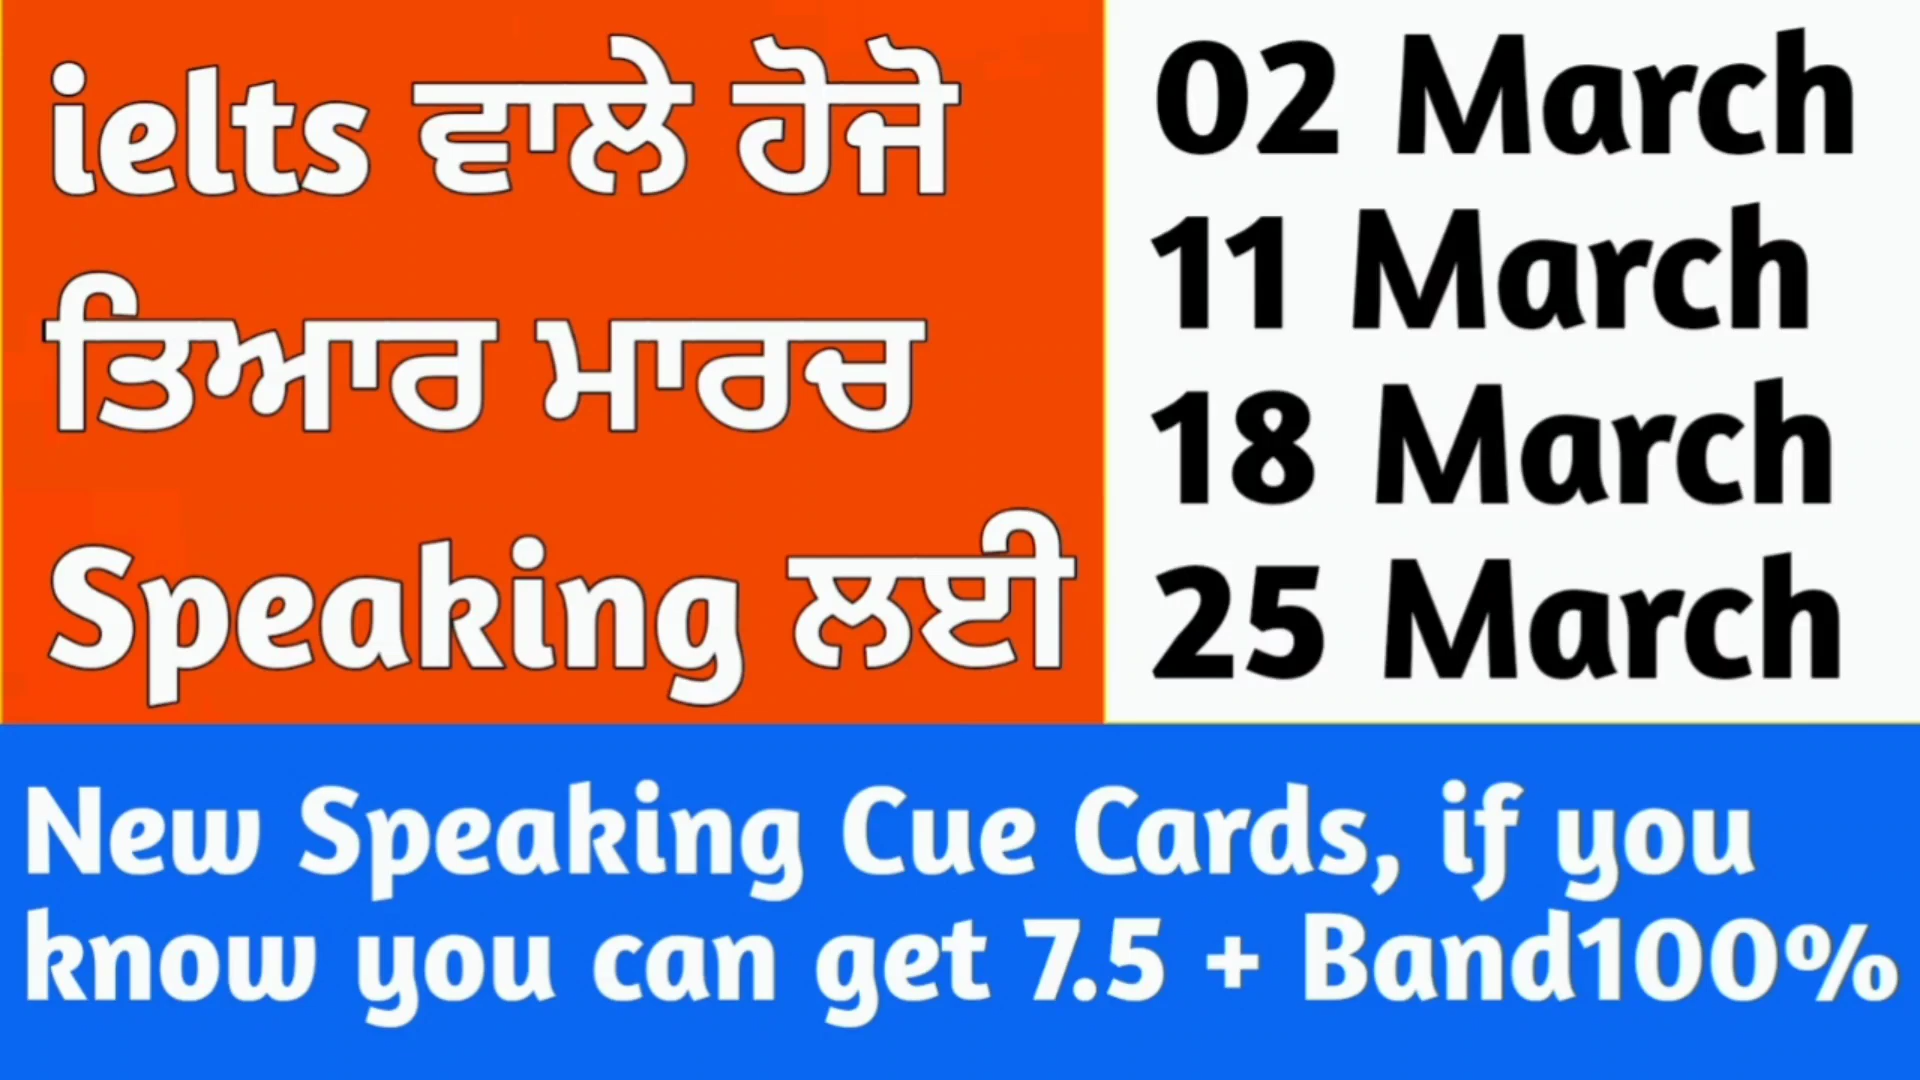 ielts ਵਾਲੇ ਹੋਜੋ
ਤਿਆਰ ਮਾਰਚ
Speaking ਲਈ
02 March
11 March
18 March
25 March
New Speaking Cue Cards, if you
know you can get 7.5 + Band100%